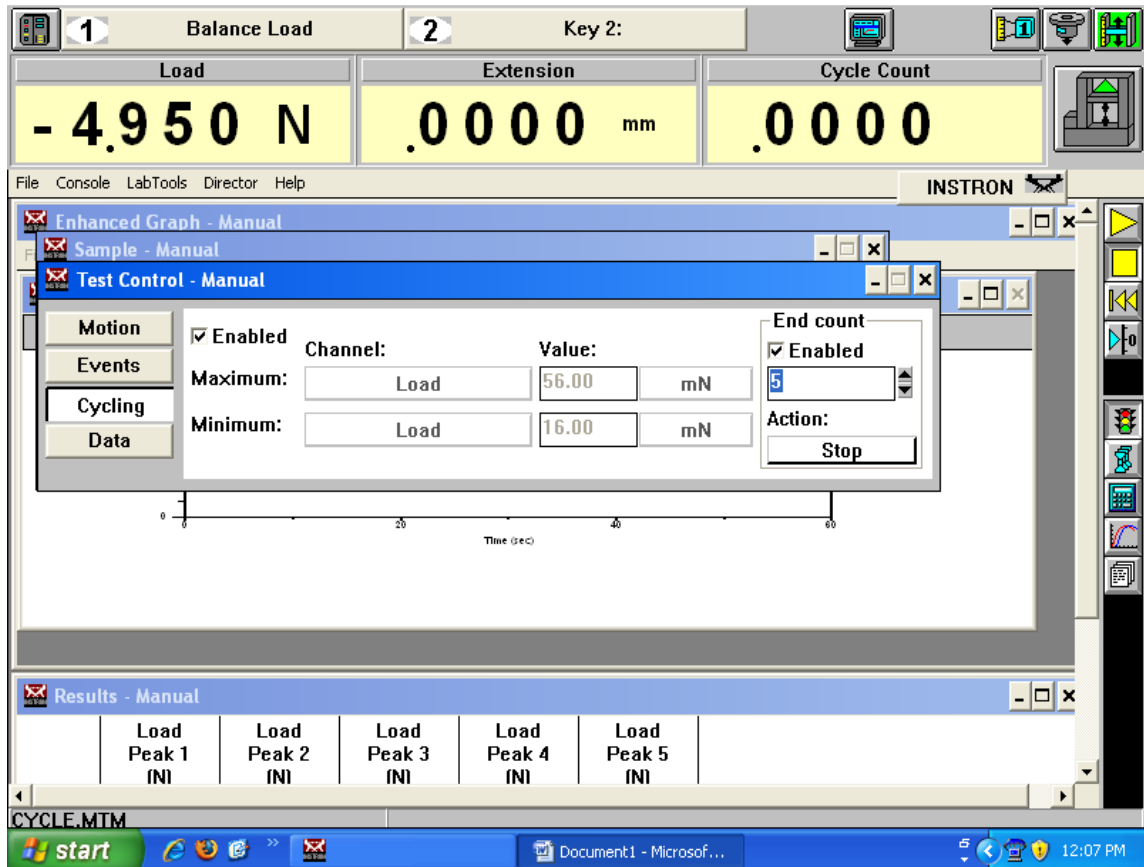 1 Balance Load 2 Key 2:
Load Extension Cycle Count
-4.950 N .0000 mm .0000
File Console LabTools Director Help INSTRON
Enhanced Graph - Manual
Sample - Manual
Test Control - Manual
Motion
Events
Cycling
Data
Enabled
Channel: Value:
Maximum: Load 56.00 mN
Minimum: Load 16.00 mN
End count
Enabled
5
Action:
Stop
0
0 20 40 60
Time (sec)
Results - Manual
Load Peak 1 (N)
Load Peak 2 (N)
Load Peak 3 (N)
Load Peak 4 (N)
Load Peak 5 (N)
CYCLE.MTM
start Document1 - Microsof... 12:07 PM